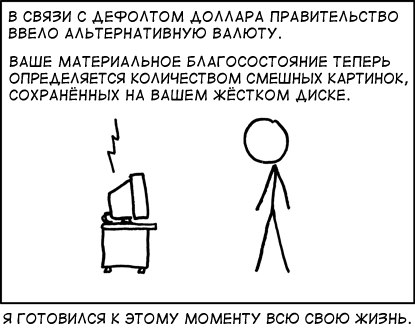 В СВЯЗИ С ДЕФОЛТОМ ДОЛЛАРА ПРАВИТЕЛЬСТВО
ВВЕЛО АЛЬТЕРНАТИВНУЮ ВАЛЮТУ.
ВАШЕ МАТЕРИАЛЬНОЕ БЛАГОСОСТОЯНИЕ ТЕПЕРЬ
ОПРЕДЕЛЯЕТСЯ КОЛИЧЕСТВОМ СМЕШНЫХ КАРТИНОК,
СОХРАНЁННЫХ НА ВАШЕМ ЖЁСТКОМ ДИСКЕ.
Я ГОТОВИЛСЯ К ЭТОМУ МОМЕНТУ ВСЮ СВОЮ ЖИЗНЬ.